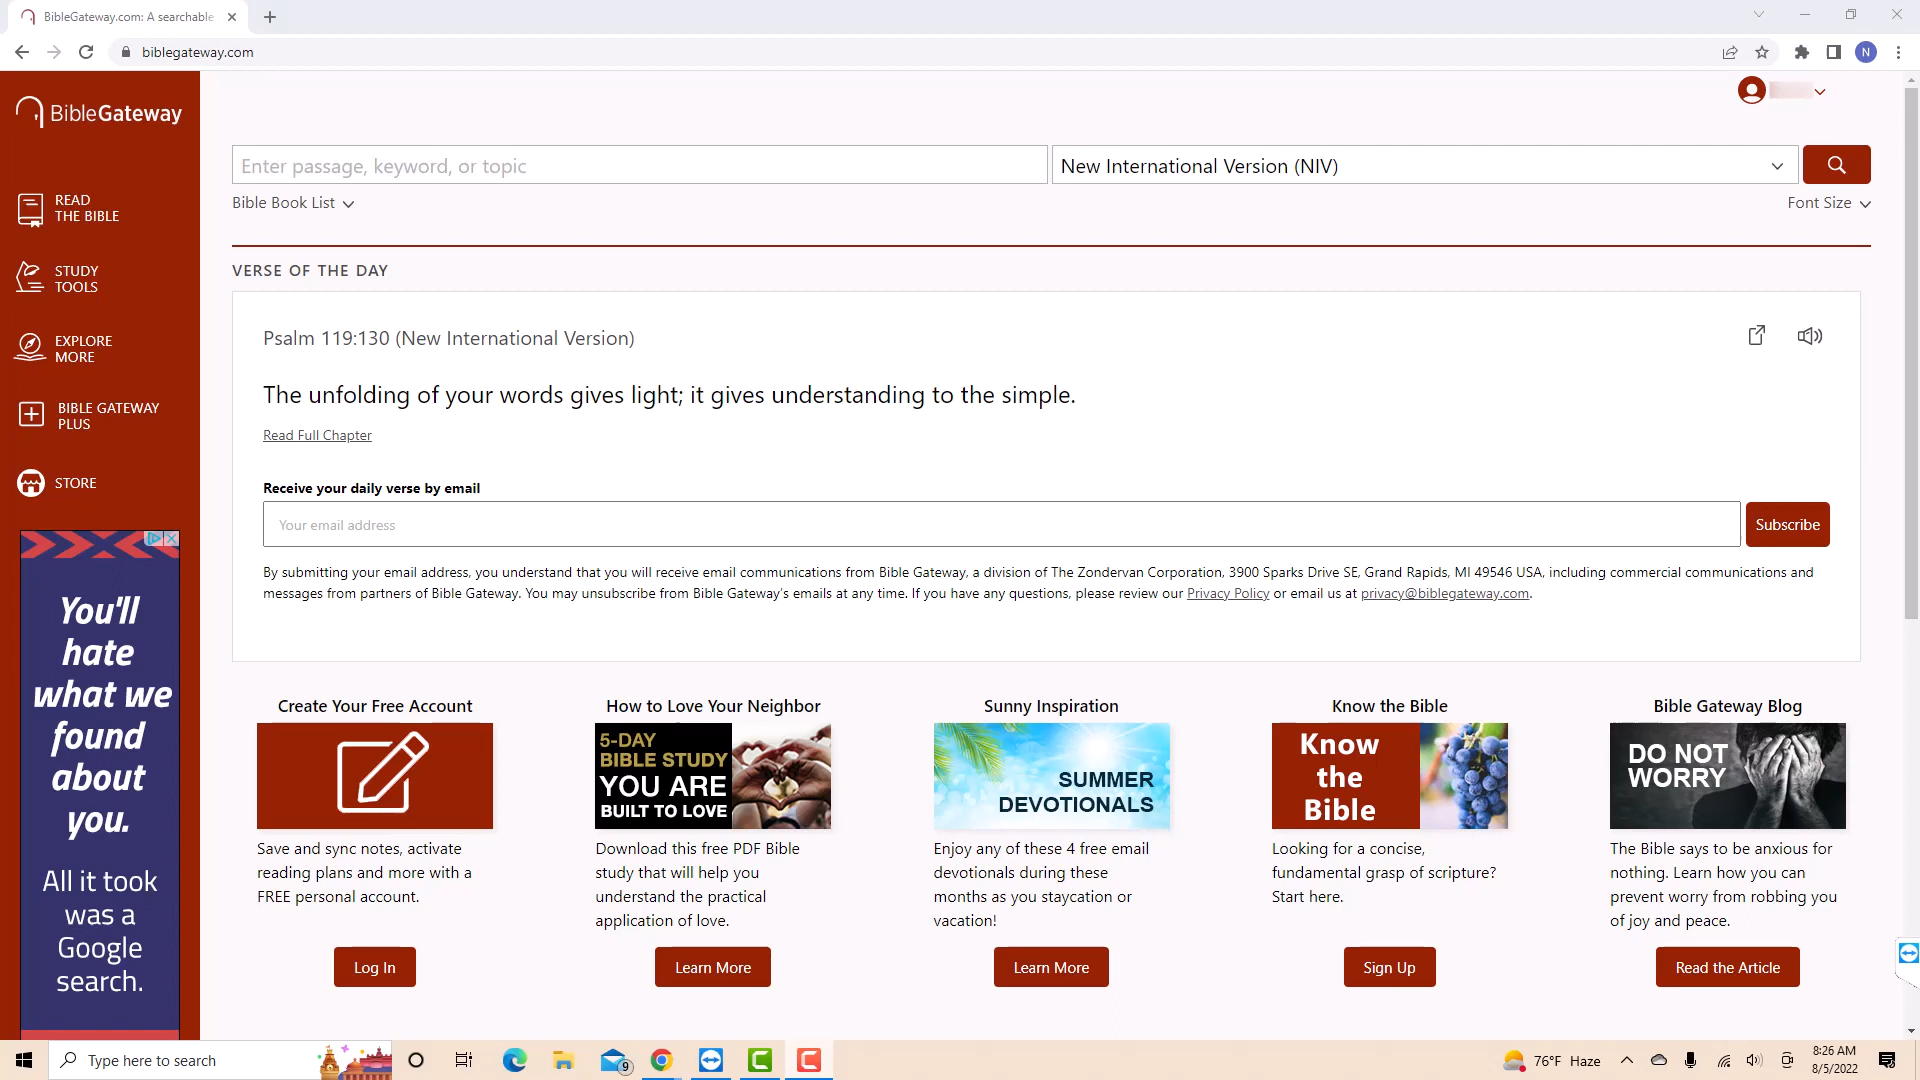 BibleGateway.com: A searchable
biblegateway.com
N
BibleGateway
READ
THE BIBLE
STUDY
TOOLS
EXPLORE
MORE
BIBLE GATEWAY
PLUS
STORE
You'll
hate
what we
found
about
you.
All it took
was a
Google
search.
Enter passage, keyword, or topic
New International Version (NIV)
Bible Book List
Font Size
VERSE OF THE DAY
Psalm 119:130 (New International Version)
The unfolding of your words gives light; it gives understanding to the simple.
Read Full Chapter
Receive your daily verse by email
Your email address
Subscribe
By submitting your email address, you understand that you will receive email communications from Bible Gateway, a division of The Zondervan Corporation, 3900 Sparks Drive SE, Grand Rapids, MI 49546 USA, including commercial communications and
messages from partners of Bible Gateway. You may unsubscribe from Bible Gateway's emails at any time. If you have any questions, please review our Privacy Policy or email us at privacy@biblegateway.com.
Create Your Free Account
Save and sync notes, activate
reading plans and more with a
FREE personal account.
Log In
How to Love Your Neighbor
5-DAY
BIBLE STUDY
YOU ARE
BUILT TO LOVE
Download this free PDF Bible
study that will help you
understand the practical
application of love.
Learn More
Sunny Inspiration
SUMMER
DEVOTIONALS
Enjoy any of these 4 free email
devotionals during these
months as you staycation or
vacation!
Learn More
Know the Bible
Know
the
Bible
Looking for a concise,
fundamental grasp of scripture?
Start here.
Sign Up
Bible Gateway Blog
DO NOT
WORRY
The Bible says to be anxious for
nothing. Learn how you can
prevent worry from robbing you
of joy and peace.
Read the Article
Type here to search
9
76°F Haze
8:26 AM
8/5/2022